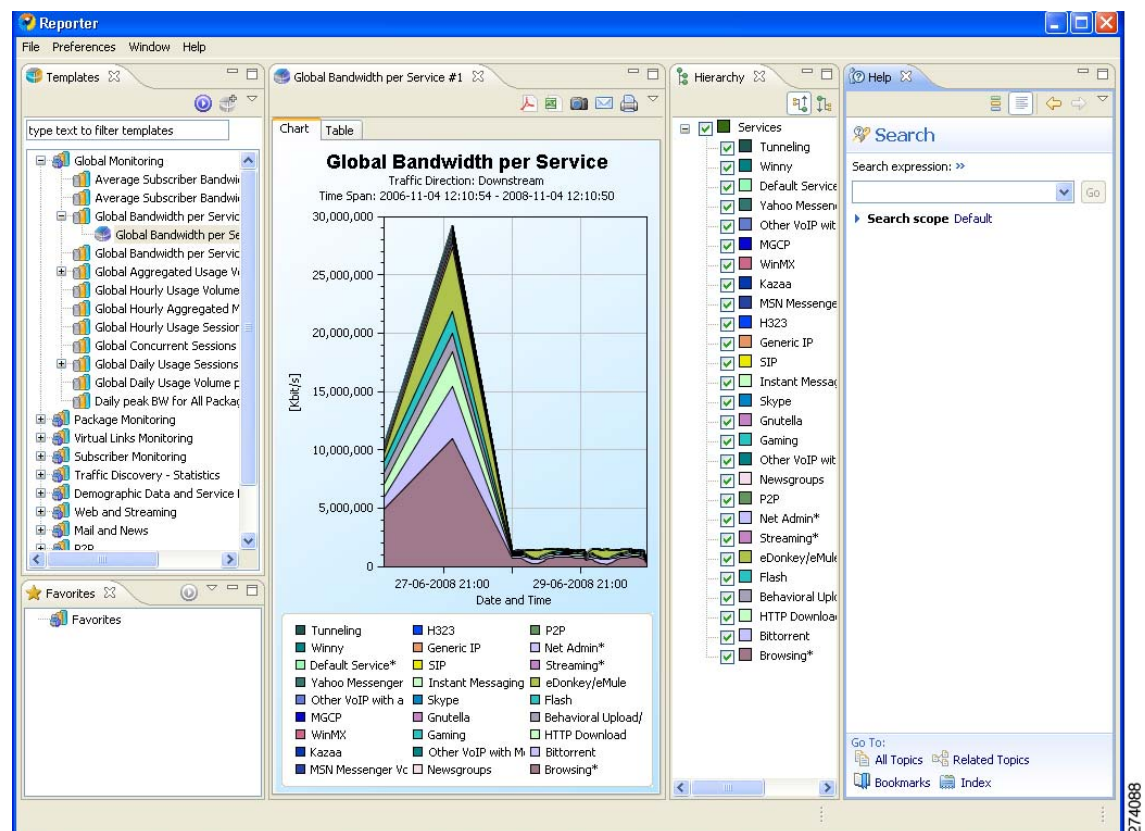 Reporter
File Preferences Window Help
Templates
type text to filter templates
Global Monitoring
Average Subscriber Bandwi
Average Subscriber Bandwi
Global Bandwidth per Servic
Global Bandwidth per Se
Global Bandwidth per Servic
Global Aggregated Usage V
Global Hourly Usage Volume
Global Hourly Aggregated M
Global Hourly Usage Session
Global Concurrent Sessions
Global Daily Usage Sessions
Global Daily Usage Volume p
Daily peak BW for All Packag
Package Monitoring
Virtual Links Monitoring
Subscriber Monitoring
Traffic Discovery - Statistics
Demographic Data and Service
Web and Streaming
Mail and News
P2P
Favorites
Favorites
Global Bandwidth per Service #1
Chart Table
Global Bandwidth per Service
Traffic Direction: Downstream
Time Span: 2006-11-04 12:10:54 - 2008-11-04 12:10:50
30,000,000
25,000,000
20,000,000
15,000,000
10,000,000
5,000,000
0
[Kbit/s]
27-06-2008 21:00 29-06-2008 21:00
Date and Time
Tunneling H323 P2P
Winny Generic IP Net Admin*
Default Service* SIP Streaming*
Yahoo Messenger Instant Messaging eDonkey/eMule
Other VoIP with a Skype Flash
MGCP Gnutella Behavioral Upload/
WinMX Gaming HTTP Download
Kazaa Other VoIP with M Bittorrent
MSN Messenger Vo Newsgroups Browsing*
Hierarchy
Services
Tunneling
Winny
Default Service
Yahoo Messen
Other VoIP wit
MGCP
WinMX
Kazaa
MSN Messenge
H323
Generic IP
SIP
Instant Messag
Skype
Gnutella
Gaming
Other VoIP wit
Newsgroups
P2P
Net Admin*
Streaming*
eDonkey/eMule
Flash
Behavioral Uplo
HTTP Downloa
Bittorrent
Browsing*
Help
Search
Search expression: »
Go
Search scope Default
Go To:
All Topics Related Topics
Bookmarks Index
274088